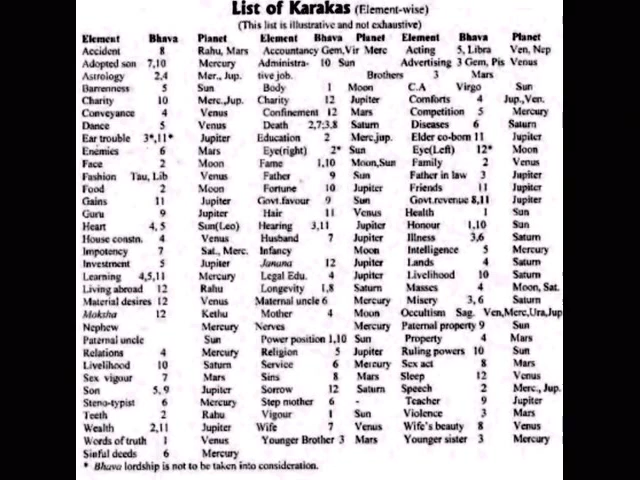 List of Karakas (Element-wise)
(This list is illustrative and not exhaustive)
Element Bhava Planet Element Bhava Planet Element Bhava Planet
Accident 8 Rahu, Mars Accountancy Gem,Vir Merc Acting 5, Libra Ven, Nep
Adopted son 7,10 Mercury Administra- 10 Sun Advertising 3 Gem, Pis Venus
Astrology 2,4 Mer., Jup. tive job. Brothers 3 Mars
Barrenness 5 Sun Body 1 Moon C.A Virgo Sun
Charity 10 Merc.,Jup. Charity 12 Jupiter Comforts 4 Jup.,Ven.
Conveyance 4 Venus Confinement 12 Mars Competition 5 Mercury
Dance 5 Venus Death 2,7;3,8 Saturn Diseases 6 Saturn
Ear trouble 3*,11* Jupiter Education 2 Merc,jup. Elder co-born 11 Jupiter
Enemies 6 Mars Eye(right) 2* Sun Eye(Left) 12* Moon
Face 2 Moon Fame 1,10 Moon,Sun Family 2 Venus
Fashion Tau, Lib Venus Father 9 Sun Father in law 3 Jupiter
Food 2 Moon Fortune 10 Jupiter Friends 11 Jupiter
Gains 11 Jupiter Govt.favour 9 Sun Govt.revenue 8,11 Jupiter
Guru 9 Jupiter Hair 11 Venus Health 1 Sun
Heart 4, 5 Sun(Leo) Hearing 3,11 Jupiter Honour 1,10 Sun
House constn. 4 Venus Husband 7 Jupiter Illness 3,6 Saturn
Impotency 7 Sat., Merc. Infancy Moon Intelligence 5 Mercury
Investment 5 Jupiter Janana 12 Jupiter Lands 4 Saturn
Learning 4,5,11 Mercury Legal Edu. 4 Jupiter Livelihood 10 Saturn
Living abroad 12 Rahu Longevity 1,8 Saturn Masses 4 Moon, Sat.
Material desires 12 Venus Maternal uncle 6 Mercury Misery 3, 6 Saturn
Moksha 12 Kethu Mother 4 Moon Occultism Sag. Ven,Merc,Ura,Jup
Nephew Mercury Nerves Mercury Paternal property 9 Sun
Paternal uncle Sun Power position 1,10 Sun Property 4 Mars
Relations 4 Mercury Religion 5 Jupiter Ruling powers 10 Sun
Livelihood 10 Saturn Service 6 Mercury Sex act 8 Mars
Sex vigour 7 Mars Sins 8 Mars Sleep 12 Venus
Son 5, 9 Jupiter Sorrow 12 Saturn Speech 2 Merc., Jup.
Steno-typist 6 Mercury Step mother 6 - Teacher 9 Jupiter
Teeth 2 Rahu Vigour 1 Sun Violence 3 Mars
Wealth 2,11 Jupiter Wife 7 Venus Wife's beauty 8 Venus
Words of truth 1 Venus Younger Brother 3 Mars Younger sister 3 Mercury
Sinful deeds 6 Mercury
* Bhava lordship is not to be taken into consideration.